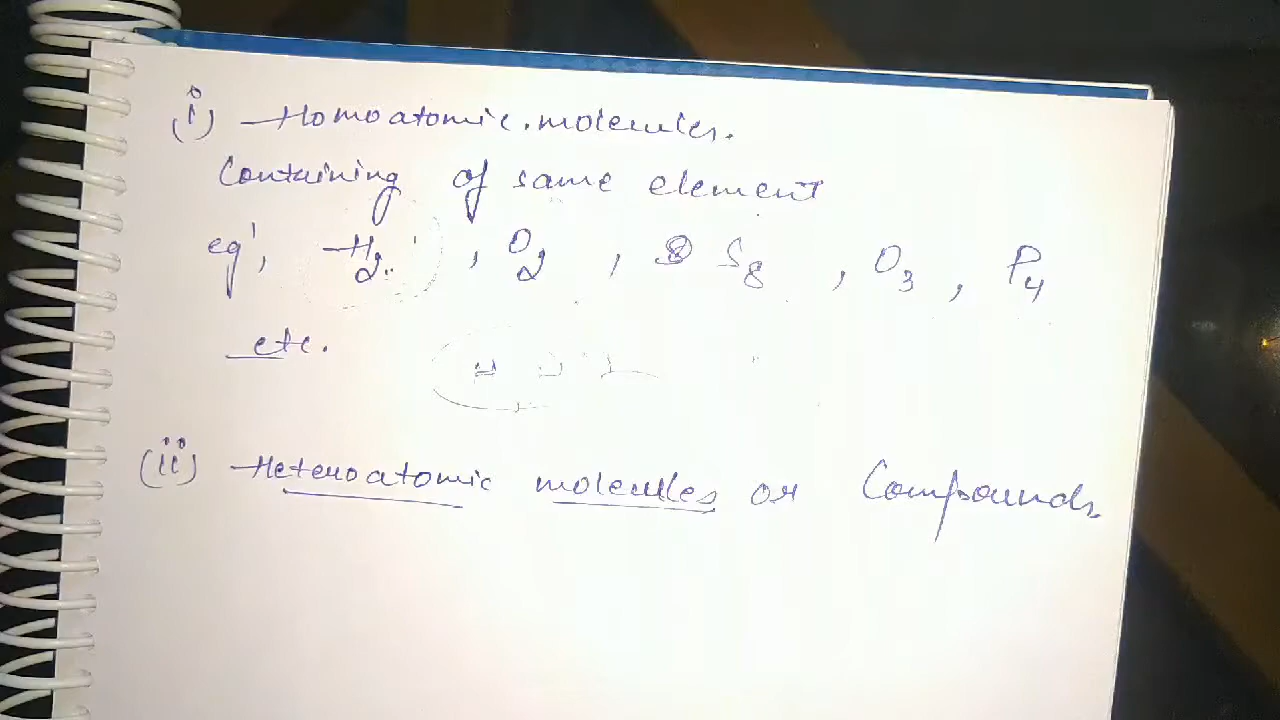 (i) Homoatomic molecules.
Containing of same element
eg', H2, O2, S8, O3, P4
etc.
(ii) Heteroatomic molecules or Compounds